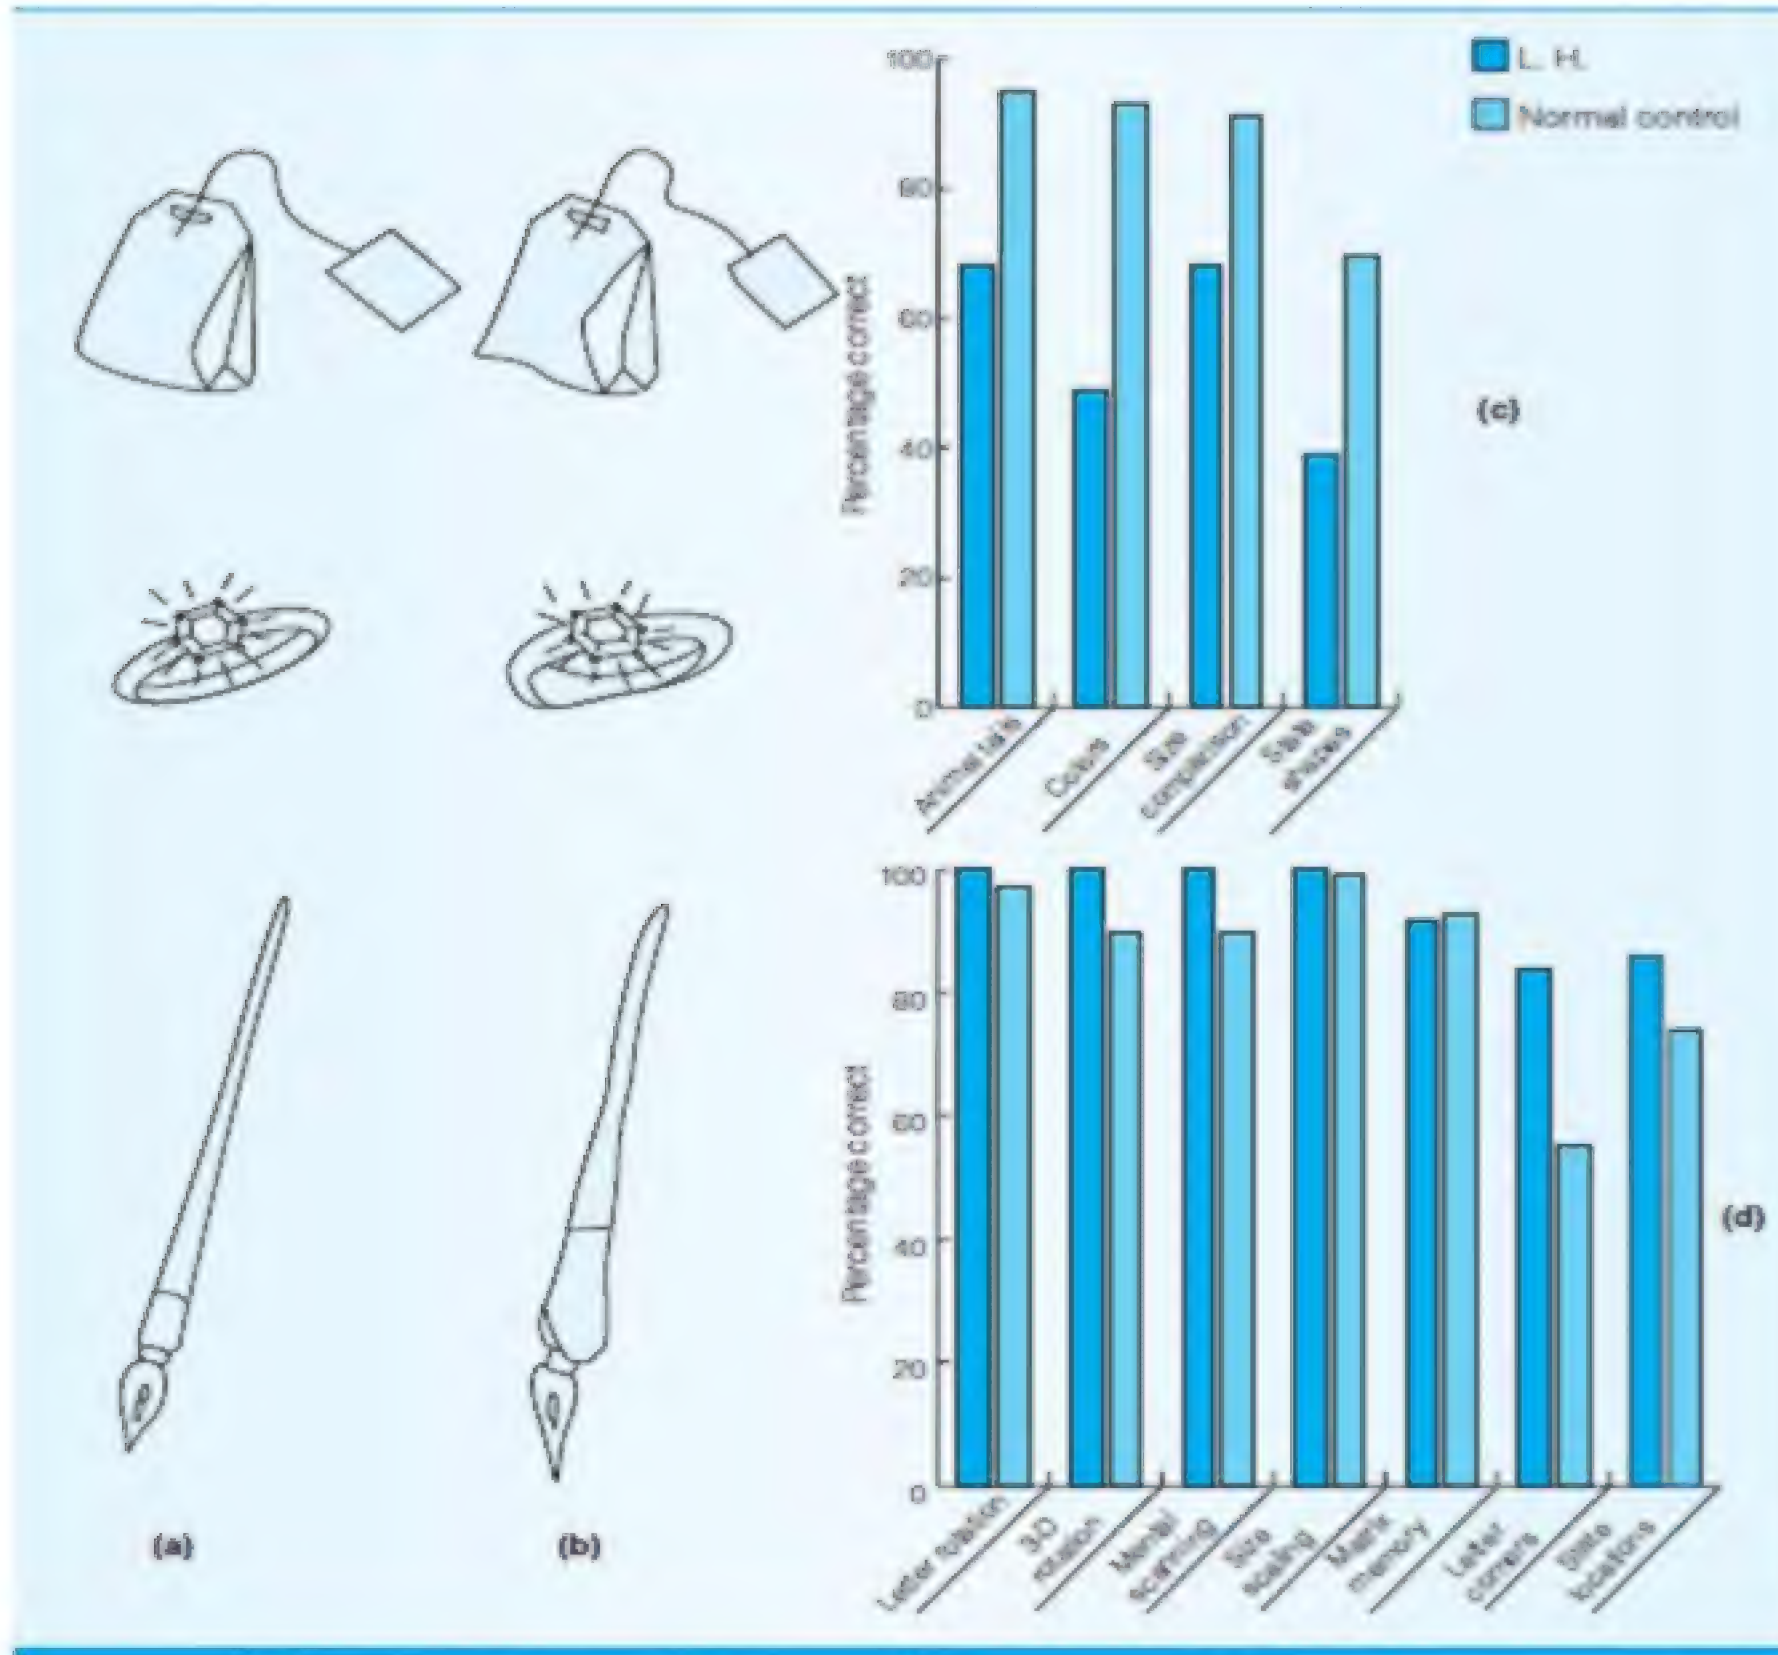 L. H.
Normal control
100
80
60
40
20
0
Percentage correct
Animal tails
Colors
Size
comparison
State
shapes
(c)
100
80
60
40
20
0
Percentage correct
Letter rotation
3-D
rotation
Mental
scanning
Size
scaling
Matrix
memory
Letter
corners
State
locations
(d)
(a)
(b)